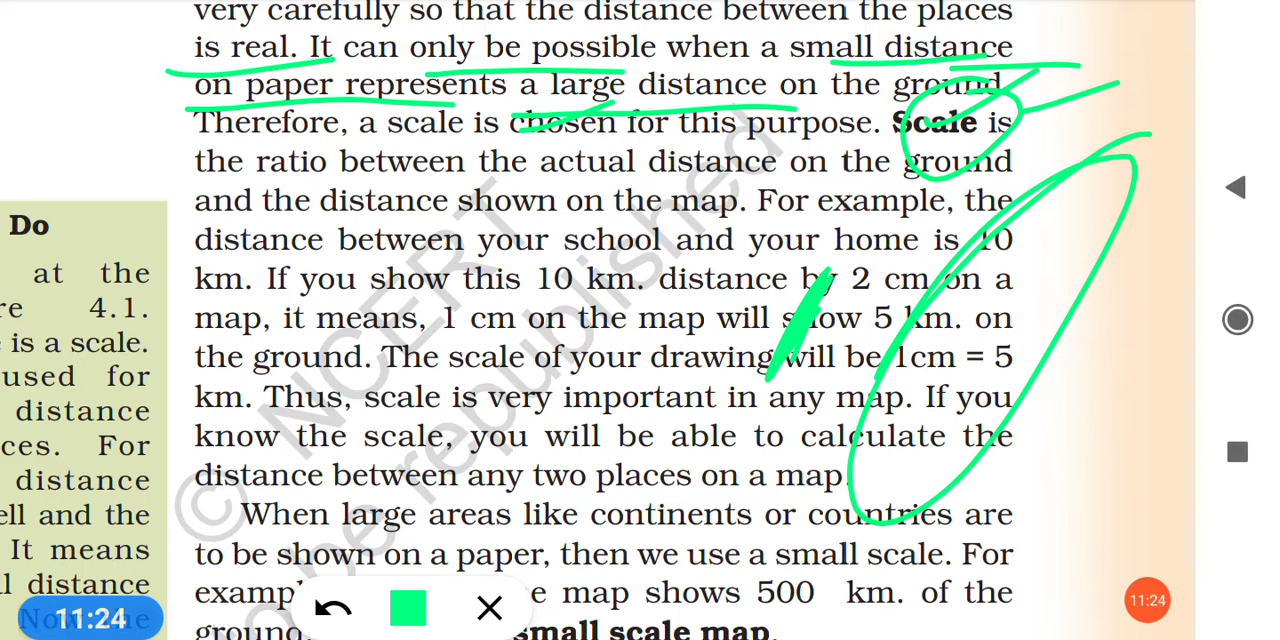 very carefully so that the distance between the places
is real. It can only be possible when a small distance
on paper represents a large distance on the ground.
Therefore, a scale is chosen for this purpose. Scale is
the ratio between the actual distance on the ground
and the distance shown on the map. For example, the
distance between your school and your home is 10
km. If you show this 10 km. distance by 2 cm on a
map, it means, 1 cm on the map will show 5 km. on
the ground. The scale of your drawing will be 1cm = 5
km. Thus, scale is very important in any map. If you
know the scale, you will be able to calculate the
distance between any two places on a map.
When large areas like continents or countries are
to be shown on a paper, then we use a small scale. For
map shows 500 km. of the
ground.
small scale map.
Do
at the
4.1.
is a scale.
used for
distance
For
distance
and the
It means
distance
Now the
11:24
11:24
© NCERT
be republished